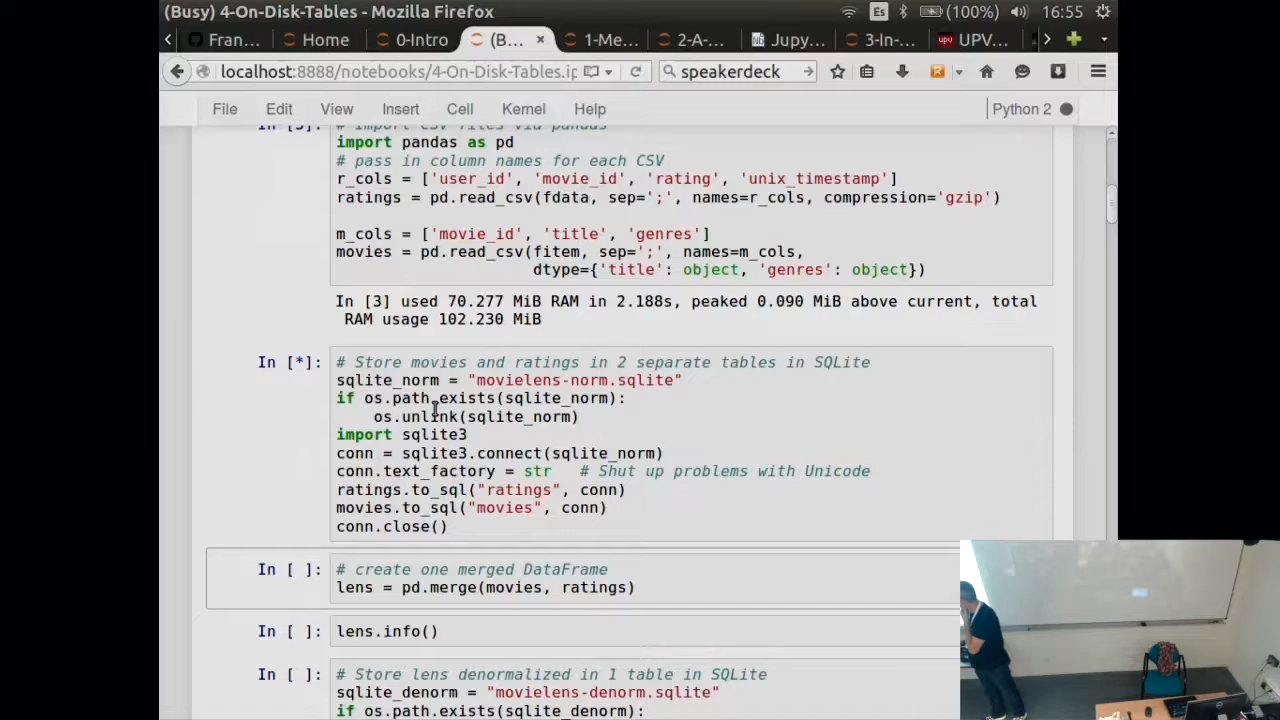 (Busy) 4-On-Disk-Tables - Mozilla Firefox
Es (100%) 16:55
Fran... Home 0-Intro (B... × 1-Me... 2-A-... Jupy... 3-In-... UPV...
localhost:8888/notebooks/4-On-Disk-Tables.ip speakerdeck
File Edit View Insert Cell Kernel Help Python 2
In [3]: # Import CSV files via pandas
import pandas as pd
# pass in column names for each CSV
r_cols = ['user_id', 'movie_id', 'rating', 'unix_timestamp']
ratings = pd.read_csv(fdata, sep=';', names=r_cols, compression='gzip')
m_cols = ['movie_id', 'title', 'genres']
movies = pd.read_csv(fitem, sep=';', names=m_cols,
dtype={'title': object, 'genres': object})
In [3] used 70.277 MiB RAM in 2.188s, peaked 0.090 MiB above current, total
RAM usage 102.230 MiB
In [*]: # Store movies and ratings in 2 separate tables in SQLite
sqlite_norm = "movielens-norm.sqlite"
if os.path.exists(sqlite_norm):
os.unlink(sqlite_norm)
import sqlite3
conn = sqlite3.connect(sqlite_norm)
conn.text_factory = str # Shut up problems with Unicode
ratings.to_sql("ratings", conn)
movies.to_sql("movies", conn)
conn.close()
In [ ]: # create one merged DataFrame
lens = pd.merge(movies, ratings)
In [ ]: lens.info()
In [ ]: # Store lens denormalized in 1 table in SQLite
sqlite_denorm = "movielens-denorm.sqlite"
if os.path.exists(sqlite_denorm):